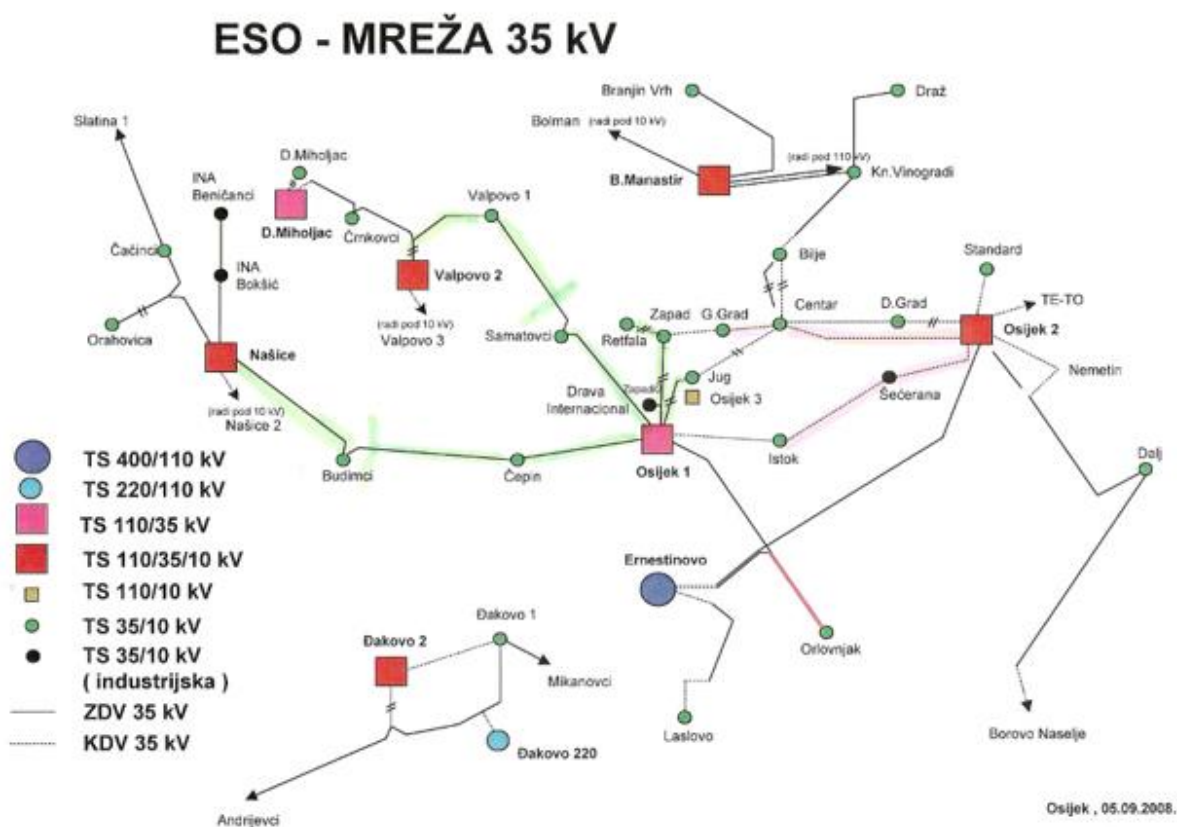 ESO - MREŽA 35 kV
Branjin Vrh
Draž
Slatina 1
Bolman
(radi pod 10 kV)
D.Miholjac
(radi pod 110 kV)
INA
Beničanci
B.Manastir
Kn.Vinogradi
Valpovo 1
D.Miholjac
Črnkovci
Čačinci
Bilje
Standard
INA
Bokšić
Valpovo 2
Zapad
G.Grad
Centar
D.Grad
TE-TO
(radi pod 10 kV)
Valpovo 3
Samatovci
Retfala
Osijek 2
Orahovica
Našice
Jug
Nemetin
Drava
Internacional
Zapadni
Osijek 3
Šećerana
(radi pod 10 kV)
Našice 2
Budimci
Čepin
Osijek 1
Istok
Dalj
TS 400/110 kV
TS 220/110 kV
TS 110/35 kV
TS 110/35/10 kV
TS 110/10 kV
TS 35/10 kV
TS 35/10 kV
( industrijska )
ZDV 35 kV
KDV 35 kV
Ernestinovo
Đakovo 1
Đakovo 2
Orlovnjak
Mikanovci
Laslovo
Borovo Naselje
Đakovo 220
Andrijevci
Osijek , 05.09.2008.